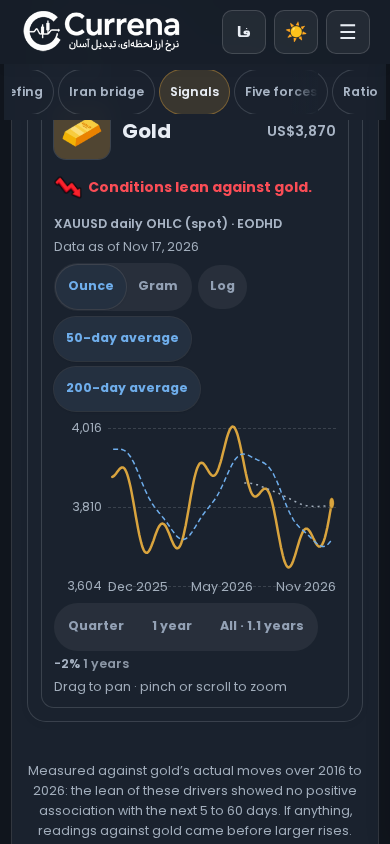 Currena
نرخ ارز لحظه‌ای، تبدیل آسان
فا
efing
Iran bridge
Signals
Five forces
Ratio
Gold
US$3,870
Conditions lean against gold.
XAUUSD daily OHLC (spot) · EODHD
Data as of Nov 17, 2026
Ounce
Gram
Log
50-day average
200-day average
4,016
3,810
3,604
Dec 2025
May 2026
Nov 2026
Quarter
1 year
All · 1.1 years
-2% 1 years
Drag to pan · pinch or scroll to zoom
Measured against gold’s actual moves over 2016 to
2026: the lean of these drivers showed no positive
association with the next 5 to 60 days. If anything,
readings against gold came before larger rises.